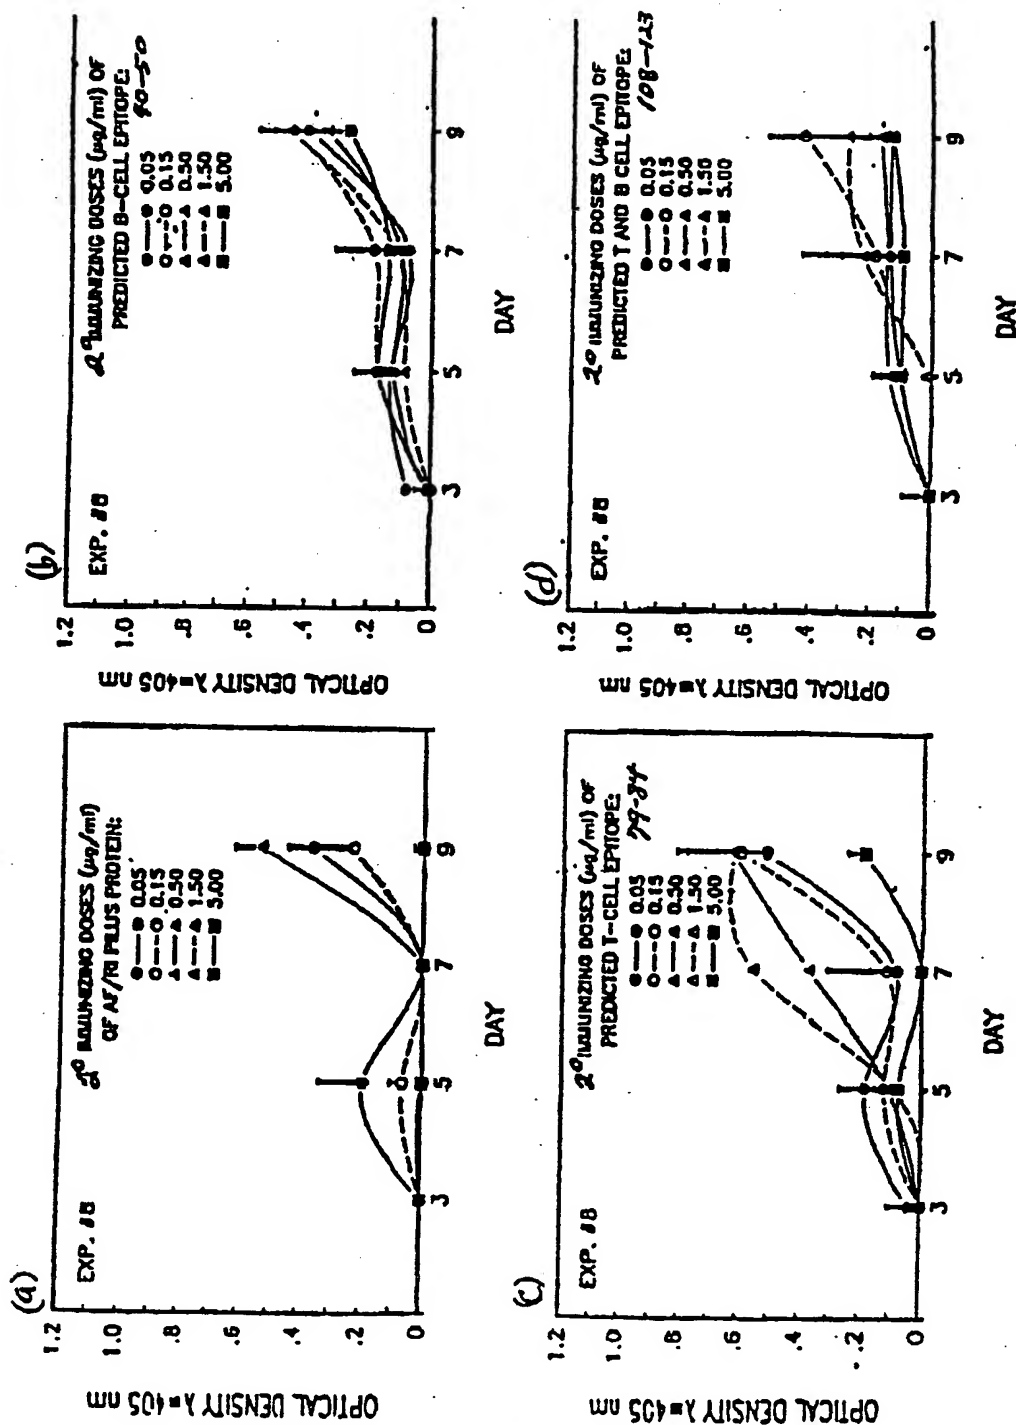 (a)
EXP. #8
2° IMMUNIZING DOSES (µg/ml)
OF AF/RI PILUS PROTEIN:
0.05
0.15
0.50
1.50
5.00
1.2
1.0
.8
.6
.4
.2
0
3
5
7
9
OPTICAL DENSITY λ=405 nm
DAY
(b)
EXP. #8
2° IMMUNIZING DOSES (µg/ml) OF
PREDICTED B-CELL EPITOPE:
40-50
0.05
0.15
0.50
1.50
5.00
1.2
1.0
.8
.6
.4
.2
0
3
5
7
9
OPTICAL DENSITY λ=405 nm
DAY
(c)
EXP. #8
2° IMMUNIZING DOSES (µg/ml) OF
PREDICTED T-CELL EPITOPE:
79-84
0.05
0.15
0.50
1.50
5.00
1.2
1.0
.8
.6
.4
.2
0
3
5
7
9
OPTICAL DENSITY λ=405 nm
DAY
(d)
EXP. #8
2° IMMUNIZING DOSES (µg/ml) OF
PREDICTED T AND B CELL EPITOPE:
108-123
0.05
0.15
0.50
1.50
5.00
1.2
1.0
.8
.6
.4
.2
0
3
5
7
9
OPTICAL DENSITY λ=405 nm
DAY